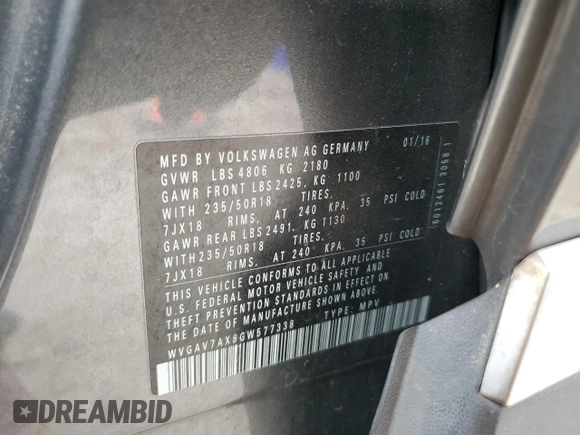 MFD BY VOLKSWAGEN AG GERMANY 01/16
GVWR LBS 4806 KG 2180
GAWR FRONT LBS 2425, KG 1100
WITH 235/50R18 TIRES,
7JX18 RIMS, AT 240 KPA, 35 PSI COLD
GAWR REAR LBS 2491, KG 1130
WITH 235/50R18 TIRES,
7JX18 RIMS, AT 240 KPA, 35 PSI COLD
THIS VEHICLE CONFORMS TO ALL APPLICABLE
U.S. FEDERAL MOTOR VEHICLE SAFETY AND
THEFT PREVENTION STANDARDS IN EFFECT ON
THE DATE OF MANUFACTURE SHOWN ABOVE.
WVGAV7AX8GW577338 TYPE: MPV
DREAMBID